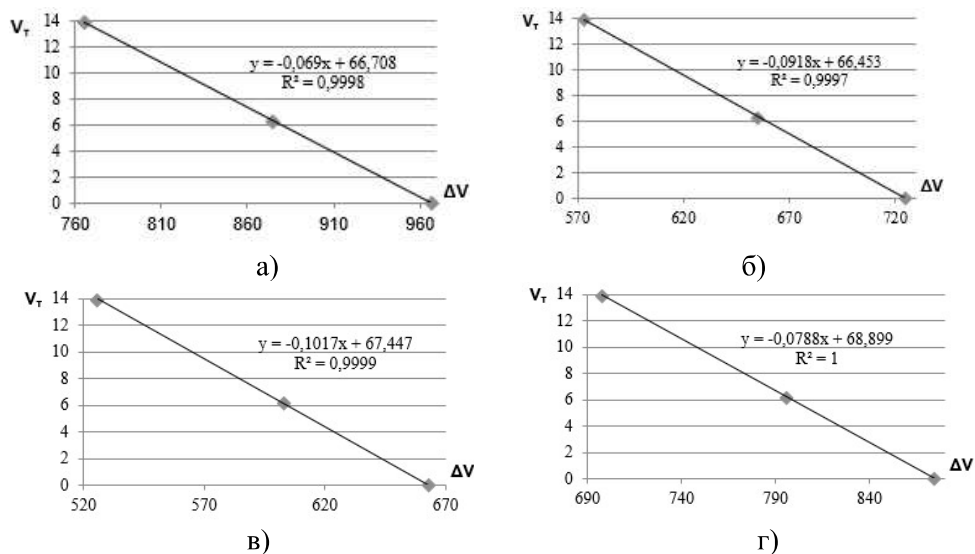 Vт
14
12
10
8
6
4
2
0
y = -0,069x + 66,708
R² = 0,9998
ΔV
760 810 860 910 960
а)
Vт
14
12
10
8
6
4
2
0
y = -0,0918x + 66,453
R² = 0,9997
ΔV
570 620 670 720
б)
Vт
14
12
10
8
6
4
2
0
y = -0,1017x + 67,447
R² = 0,9999
ΔV
520 570 620 670
в)
Vт
14
12
10
8
6
4
2
0
y = -0,0788x + 68,899
R² = 1
ΔV
690 740 790 840
г)